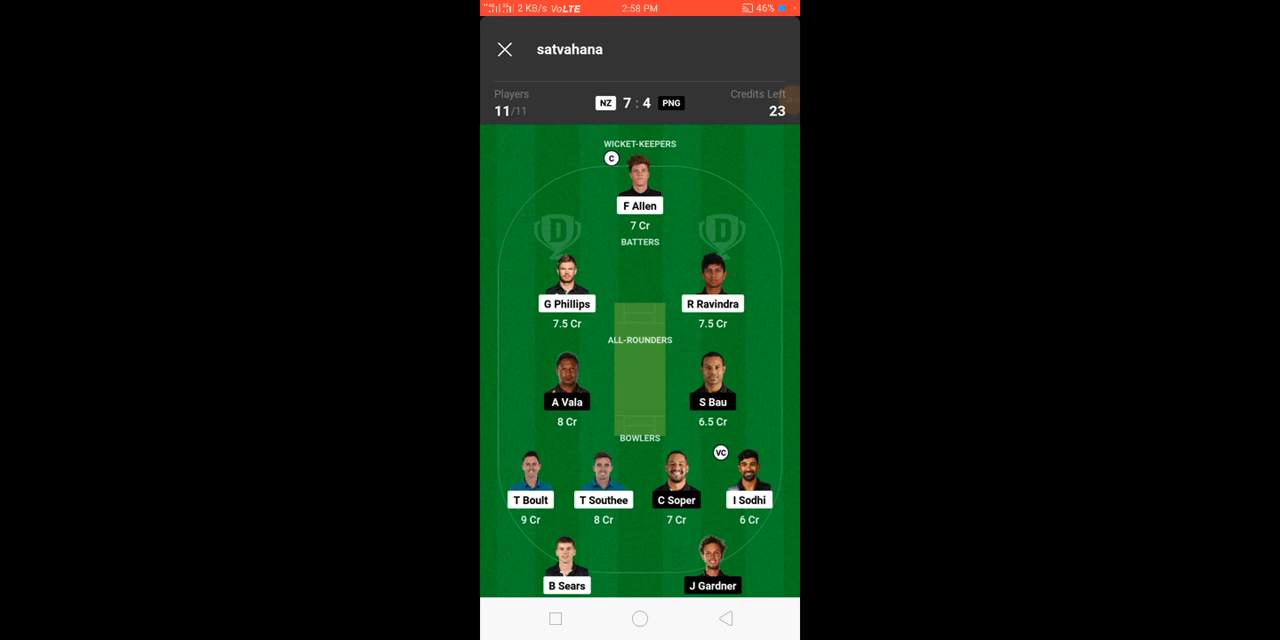 2 KB/s VoLTE 2:58 PM 46%
satvahana
Players Credits Left
11/11 NZ 7 : 4 PNG 23
WICKET-KEEPERS
C
F Allen
7 Cr
D D
BATTERS
G Phillips R Ravindra
7.5 Cr 7.5 Cr
ALL-ROUNDERS
A Vala S Bau
8 Cr 6.5 Cr
BOWLERS
VC
T Boult T Southee C Soper I Sodhi
9 Cr 8 Cr 7 Cr 6 Cr
B Sears J Gardner